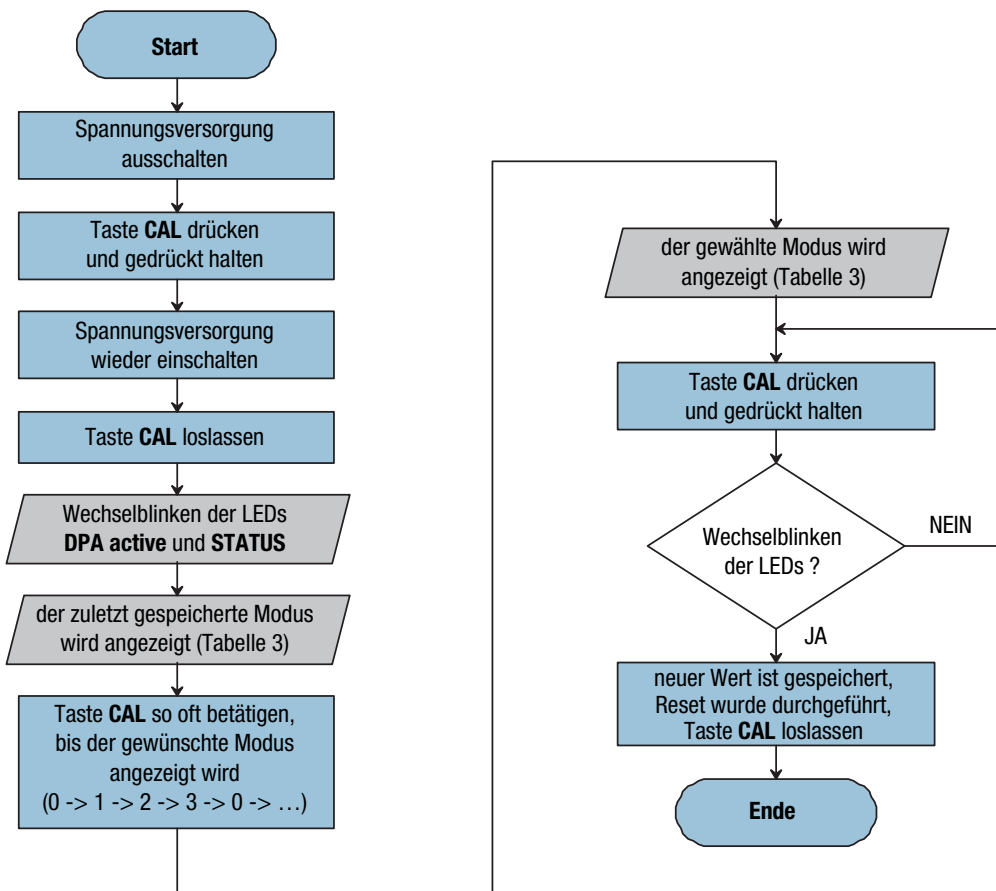 Start
Spannungsversorgung
ausschalten
Taste CAL drücken
und gedrückt halten
Spannungsversorgung
wieder einschalten
Taste CAL loslassen
Wechselblinken der LEDs
DPA active und STATUS
der zuletzt gespeicherte Modus
wird angezeigt (Tabelle 3)
Taste CAL so oft betätigen,
bis der gewünschte Modus
angezeigt wird
(0 -> 1 -> 2 -> 3 -> 0 -> …)
der gewählte Modus wird
angezeigt (Tabelle 3)
Taste CAL drücken
und gedrückt halten
Wechselblinken
der LEDs ?
NEIN
JA
neuer Wert ist gespeichert,
Reset wurde durchgeführt,
Taste CAL loslassen
Ende